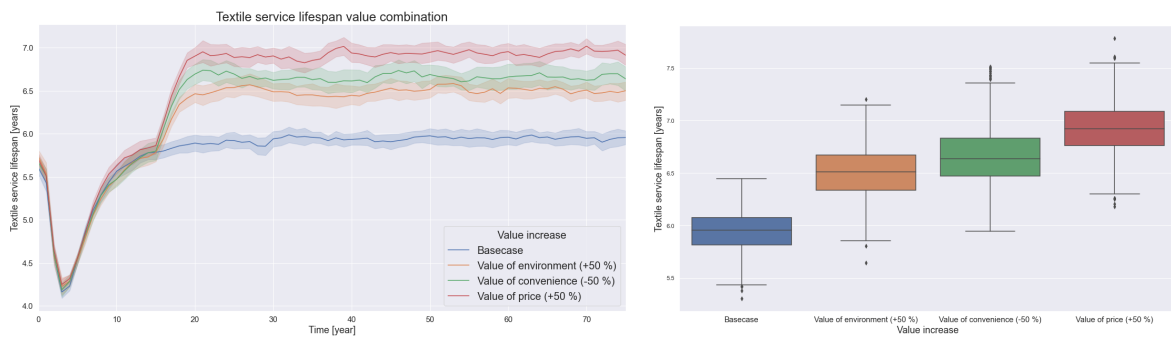 Textile service lifespan value combination
Textile service lifespan [years]
7.0
6.5
6.0
5.5
5.0
4.5
4.0
0 10 20 30 40 50 60 70
Time [year]
Value increase
Basecase
Value of environment (+50 %)
Value of convenience (-50 %)
Value of price (+50 %)
Textile service lifespan [years]
7.5
7.0
6.5
6.0
5.5
Basecase Value of environment (+50 %) Value of convenience (-50 %) Value of price (+50 %)
Value increase